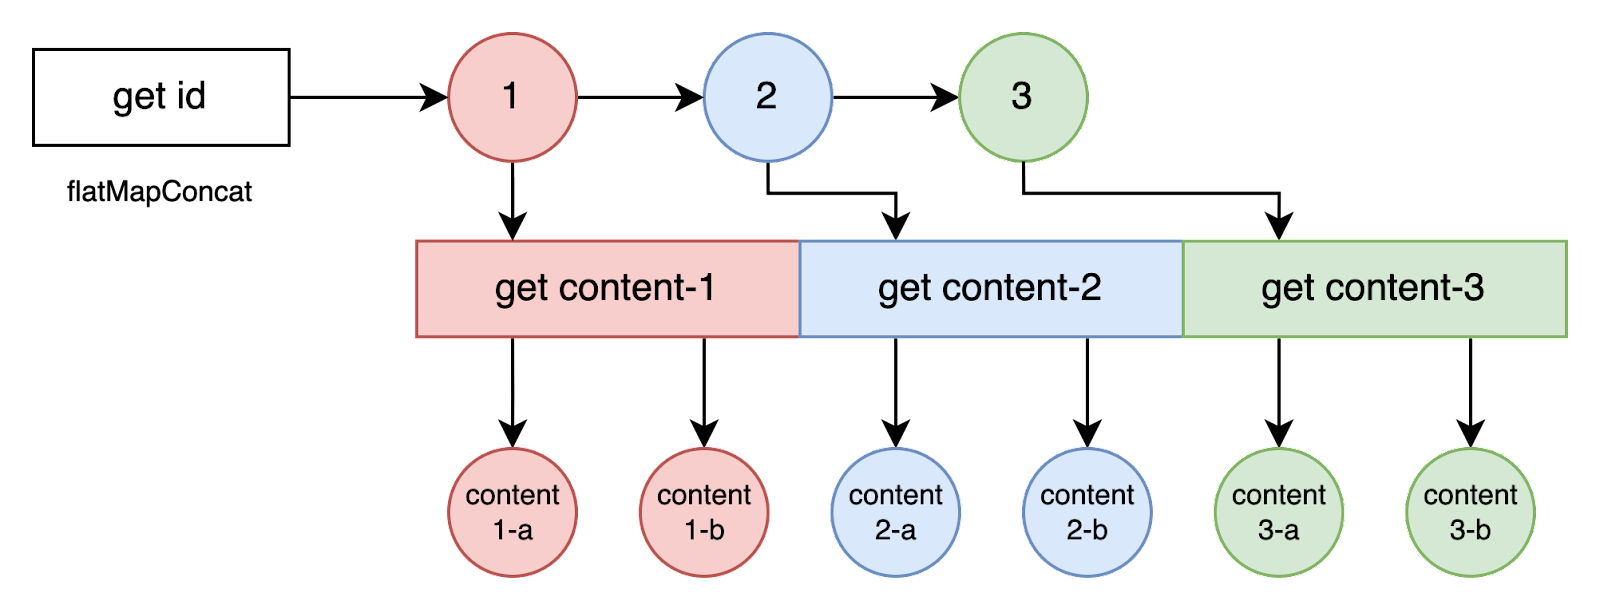 get id
1
2
3
flatMapConcat
get content-1
get content-2
get content-3
content
1-a
content
1-b
content
2-a
content
2-b
content
3-a
content
3-b